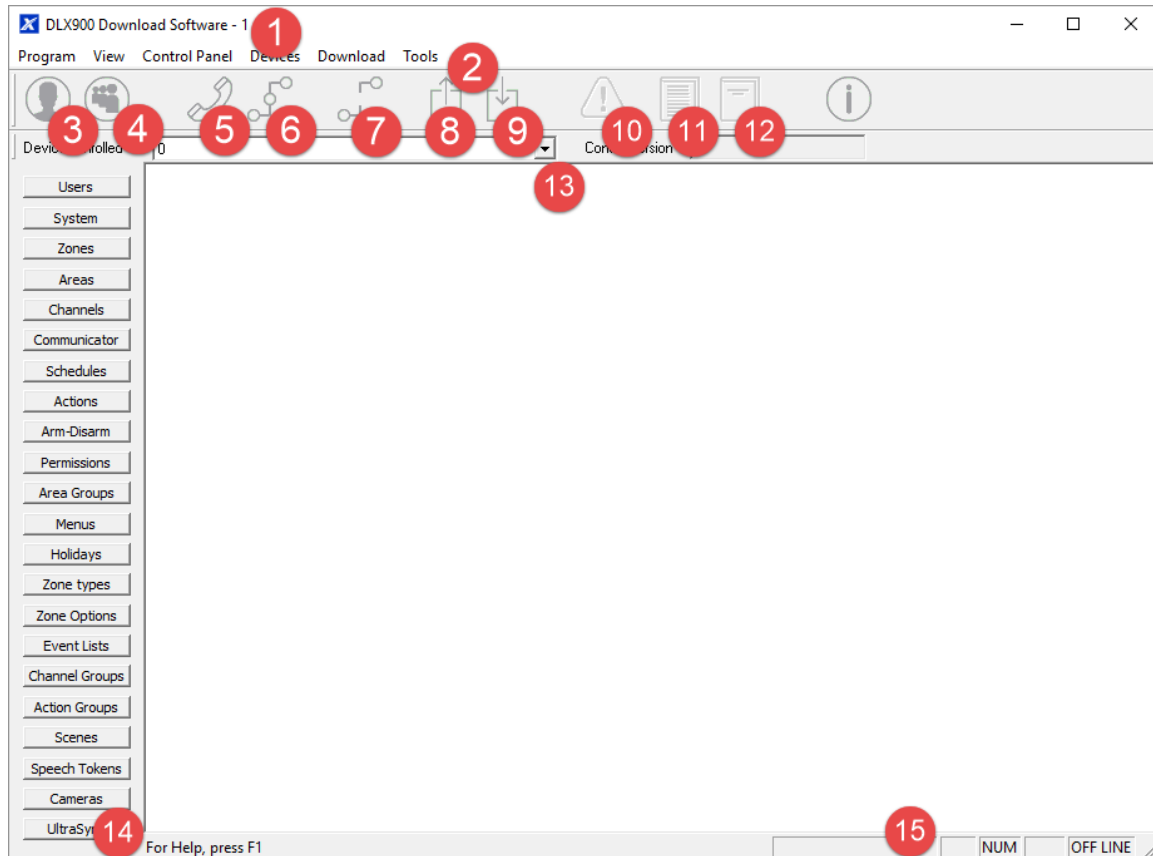 DLX900 Download Software - 1
1
Program View Control Panel Devices Download Tools
2
3 4 5 6 7 8 9 10 11 12
0
13
Users
System
Zones
Areas
Channels
Communicator
Schedules
Actions
Arm-Disarm
Permissions
Area Groups
Menus
Holidays
Zone types
Zone Options
Event Lists
Channel Groups
Action Groups
Scenes
Speech Tokens
Cameras
14
15
For Help, press F1 NUM OFF LINE